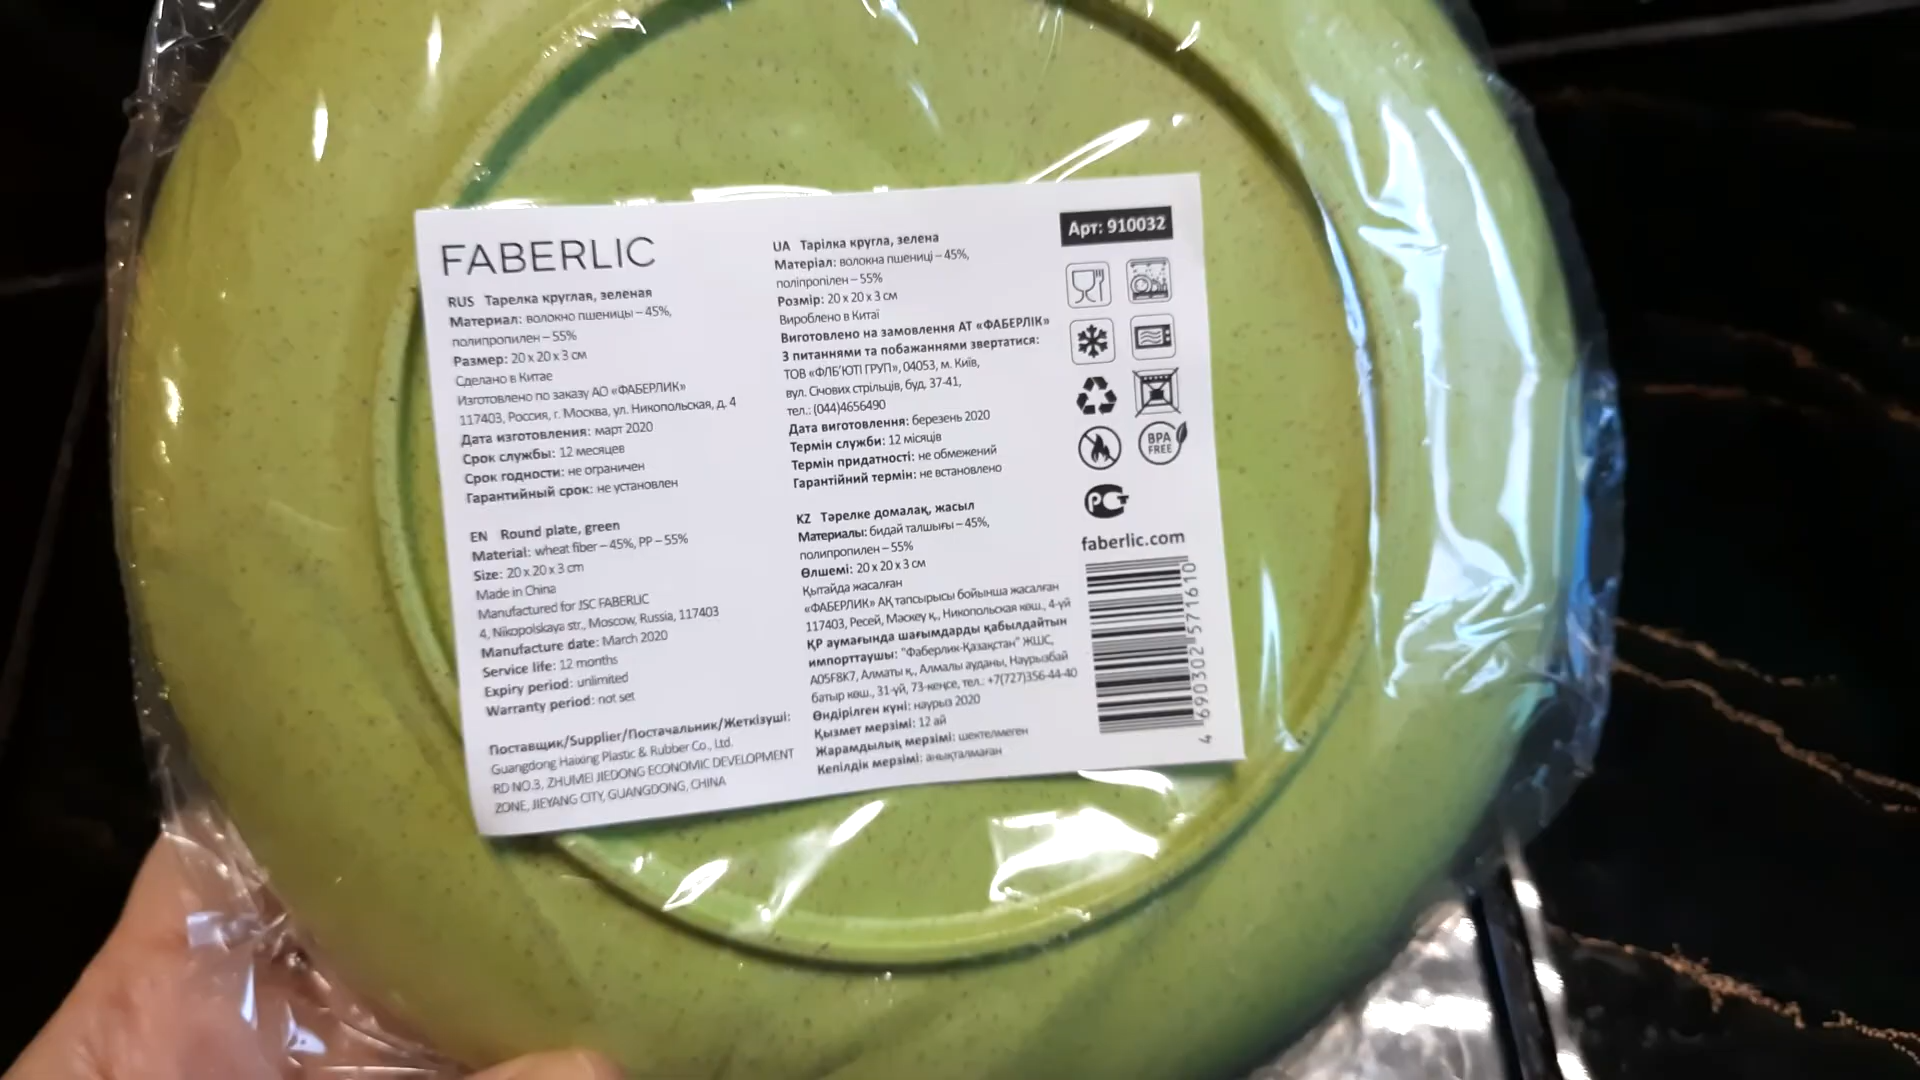 FABERLIC
RUS Тарелка круглая, зеленая
Материал: волокно пшеницы – 45%,
полипропилен – 55%
Размер: 20 x 20 x 3 см
Сделано в Китае
Изготовлено по заказу АО «ФАБЕРЛИК»
117403, Россия, г. Москва, ул. Никопольская, д. 4
Дата изготовления: март 2020
Срок службы: 12 месяцев
Срок годности: не ограничен
Гарантийный срок: не установлен
EN Round plate, green
Material: wheat fiber – 45%, PP – 55%
Size: 20 x 20 x 3 cm
Made in China
Manufactured for JSC FABERLIC
4, Nikopolskaya str., Moscow, Russia, 117403
Manufacture date: March 2020
Service life: 12 months
Expiry period: unlimited
Warranty period: not set
Поставщик/Supplier/Постачальник/Жеткізуші:
Guangdong Haixing Plastic & Rubber Co., Ltd.
RD NO.3, ZHUMEI JIEDONG ECONOMIC DEVELOPMENT
ZONE, JIEYANG CITY, GUANGDONG, CHINA
UA Тарілка кругла, зелена
Матеріал: волокна пшениці – 45%,
поліпропілен – 55%
Розмір: 20 x 20 x 3 см
Вироблено в Китаї
Виготовлено на замовлення АТ «ФАБЕРЛІК»
З питаннями та побажаннями звертатися:
ТОВ «ФЛБ'ЮТІ ГРУП», 04053, м. Київ,
вул. Січових стрільців, буд. 37-41,
тел.: (044)4656490
Дата виготовлення: березень 2020
Термін служби: 12 місяців
Термін придатності: не обмежений
Гарантійний термін: не встановлено
KZ Тәрелке домалақ, жасыл
Материалы: бидай талшығы – 45%,
полипропилен – 55%
Өлшемі: 20 x 20 x 3 см
Қытайда жасалған
«ФАБЕРЛИК» АҚ тапсырысы бойынша жасалған
117403, Ресей, Мәскеу қ., Никопольская көш., 4-үй
ҚР аумағында шағымдарды қабылдайтын
импорттаушы: "Фаберлик-Қазақстан" ЖШС,
A05F8K7, Алматы қ., Алмалы ауданы, Наурызбай
батыр көш., 31-үй, 73-кеңсе, тел.: +7(727)356-44-40
Өндірілген күні: наурыз 2020
Қызмет мерзімі: 12 ай
Жарамдылық мерзімі: шектелмеген
Кепілдік мерзімі: анықталмаған
Арт: 910032
BPA
FREE
РСТ
faberlic.com
4 690302 571610